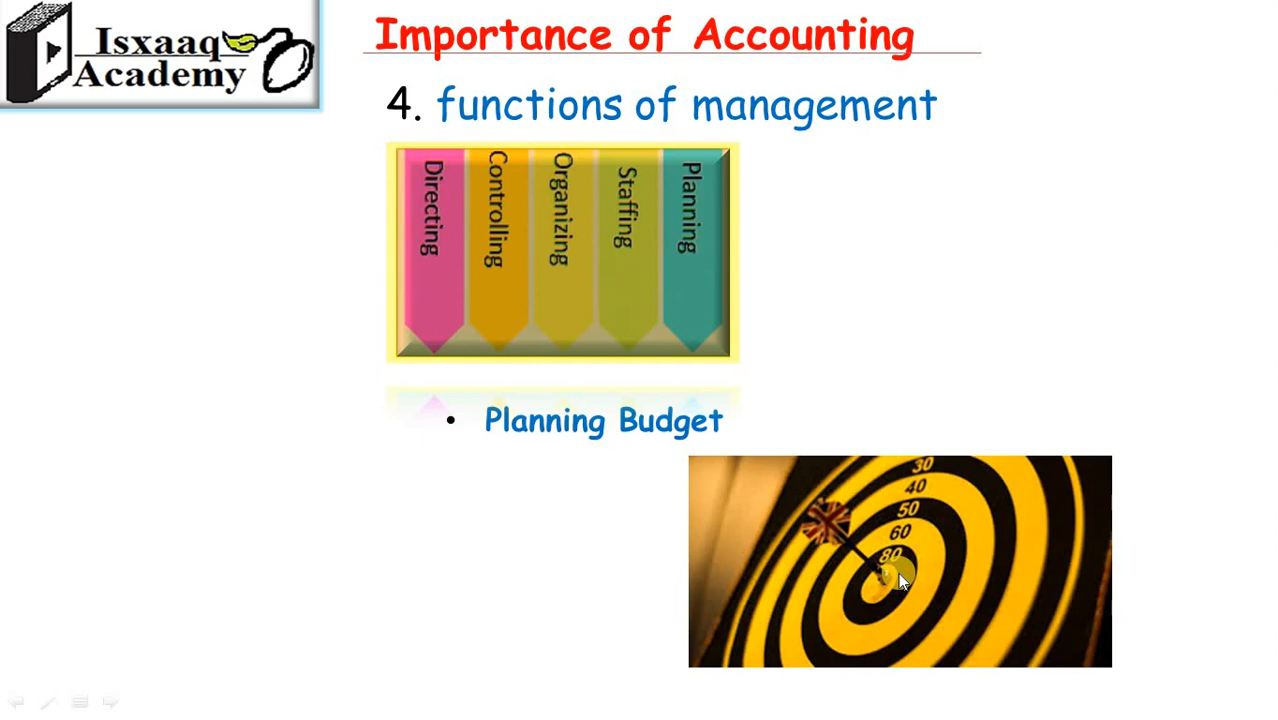 Isxaaq
Academy
Importance of Accounting
4. functions of management
Directing
Controlling
Organizing
Staffing
Planning
• Planning Budget
30
40
50
60
80